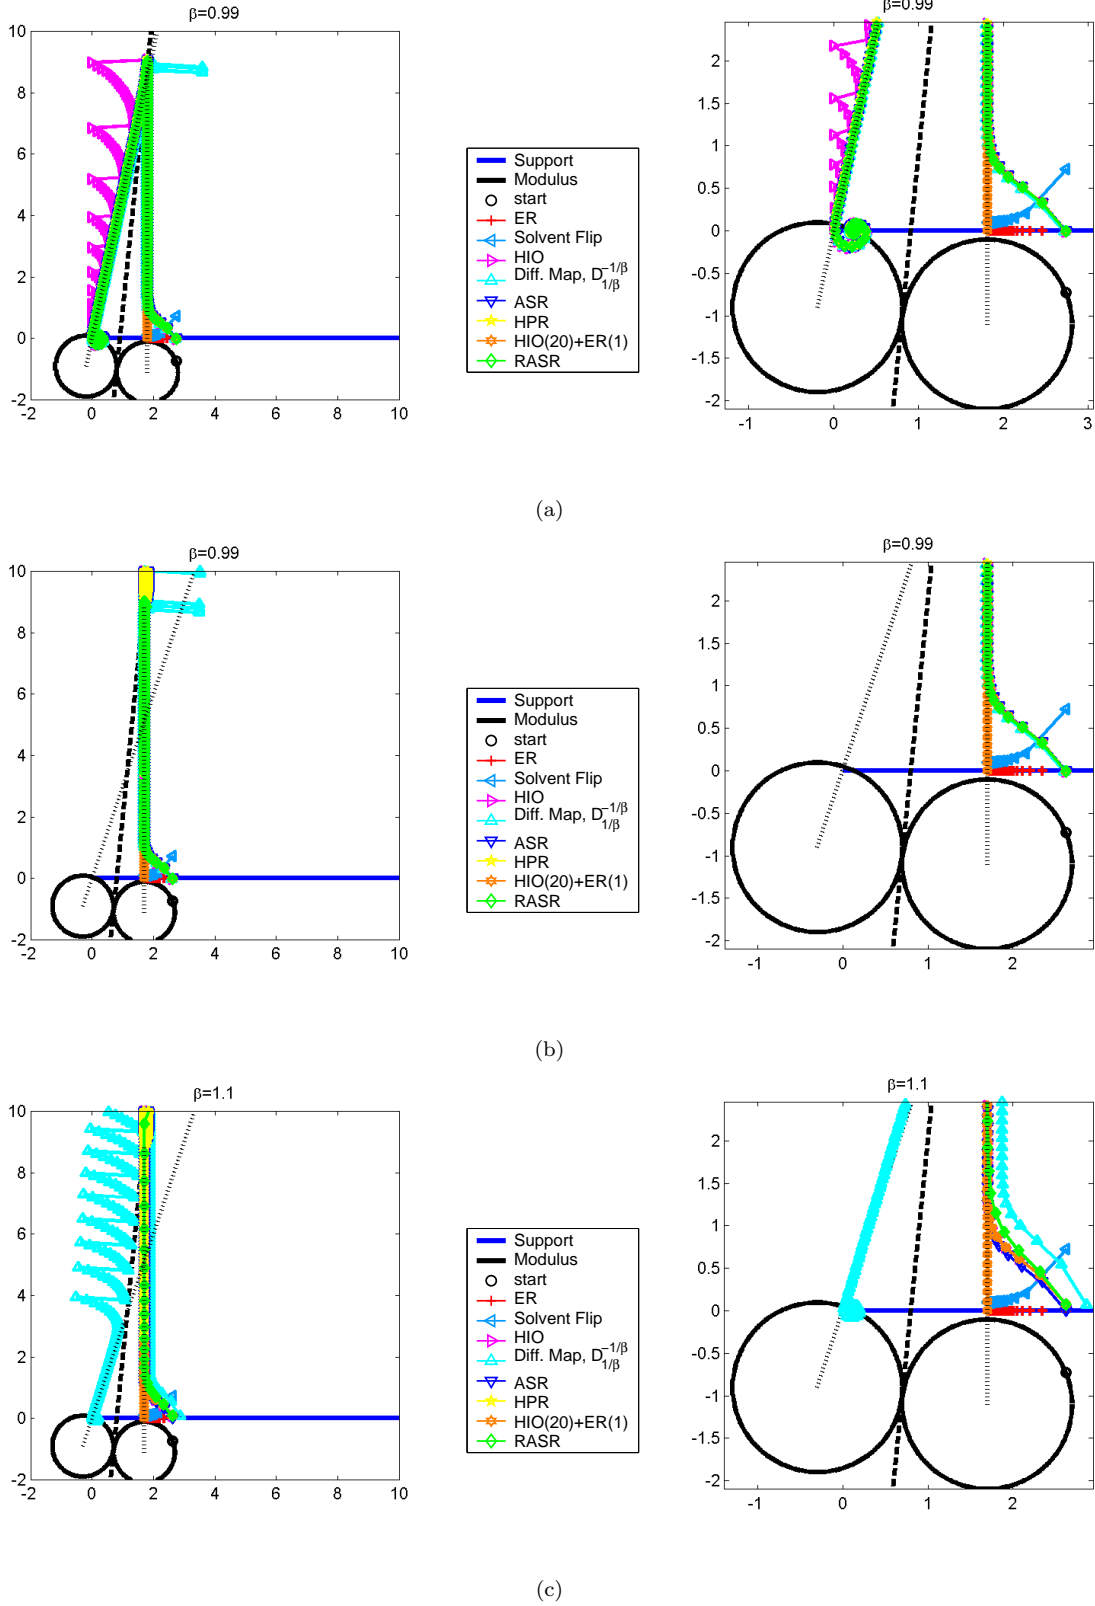 β=0.99
10
8
6
4
2
0
-2
-2 0 2 4 6 8 10
Support
Modulus
start
ER
Solvent Flip
HIO
Diff. Map, D_{1/β}^{-1/β}
ASR
HPR
HIO(20)+ER(1)
RASR
β=0.99
2
1.5
1
0.5
0
-0.5
-1
-1.5
-2
-1 0 1 2 3
(a)
β=0.99
10
8
6
4
2
0
-2
-2 0 2 4 6 8 10
Support
Modulus
start
ER
Solvent Flip
HIO
Diff. Map, D_{1/β}^{-1/β}
ASR
HPR
HIO(20)+ER(1)
RASR
β=0.99
2
1.5
1
0.5
0
-0.5
-1
-1.5
-2
-1 0 1 2
(b)
β=1.1
10
8
6
4
2
0
-2
-2 0 2 4 6 8 10
Support
Modulus
start
ER
Solvent Flip
HIO
Diff. Map, D_{1/β}^{-1/β}
ASR
HPR
HIO(20)+ER(1)
RASR
β=1.1
2
1.5
1
0.5
0
-0.5
-1
-1.5
-2
-1 0 1 2
(c)